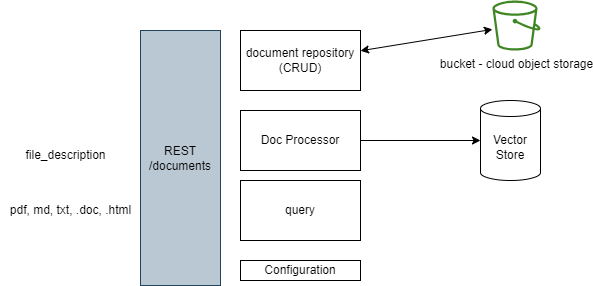 document repository
(CRUD)
bucket - cloud object storage
Doc Processor
Vector
Store
REST
/documents
file_description
pdf, md, txt, .doc, .html
query
Configuration